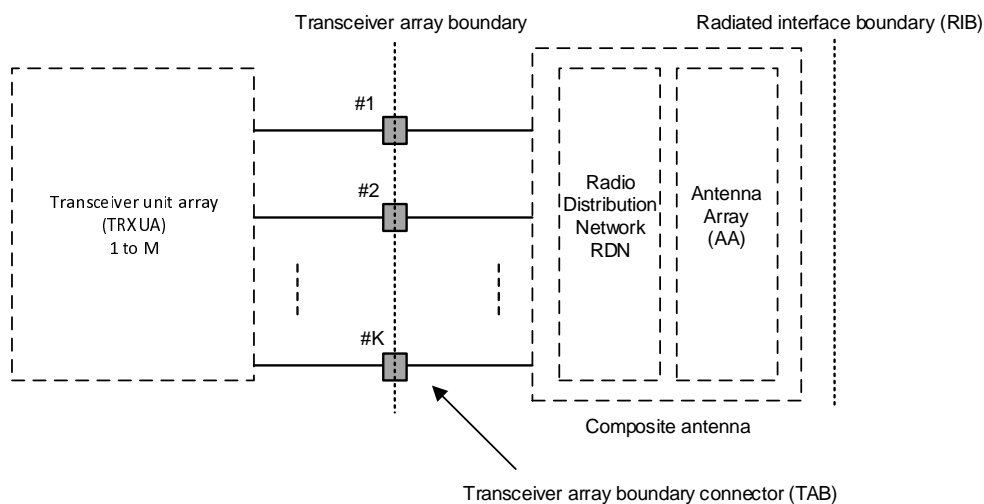 Transceiver array boundary
Radiated interface boundary (RIB)
#1
#2
#K
Transceiver unit array
(TRXUA)
1 to M
Radio
Distribution
Network
RDN
Antenna
Array
(AA)
Composite antenna
Transceiver array boundary connector (TAB)